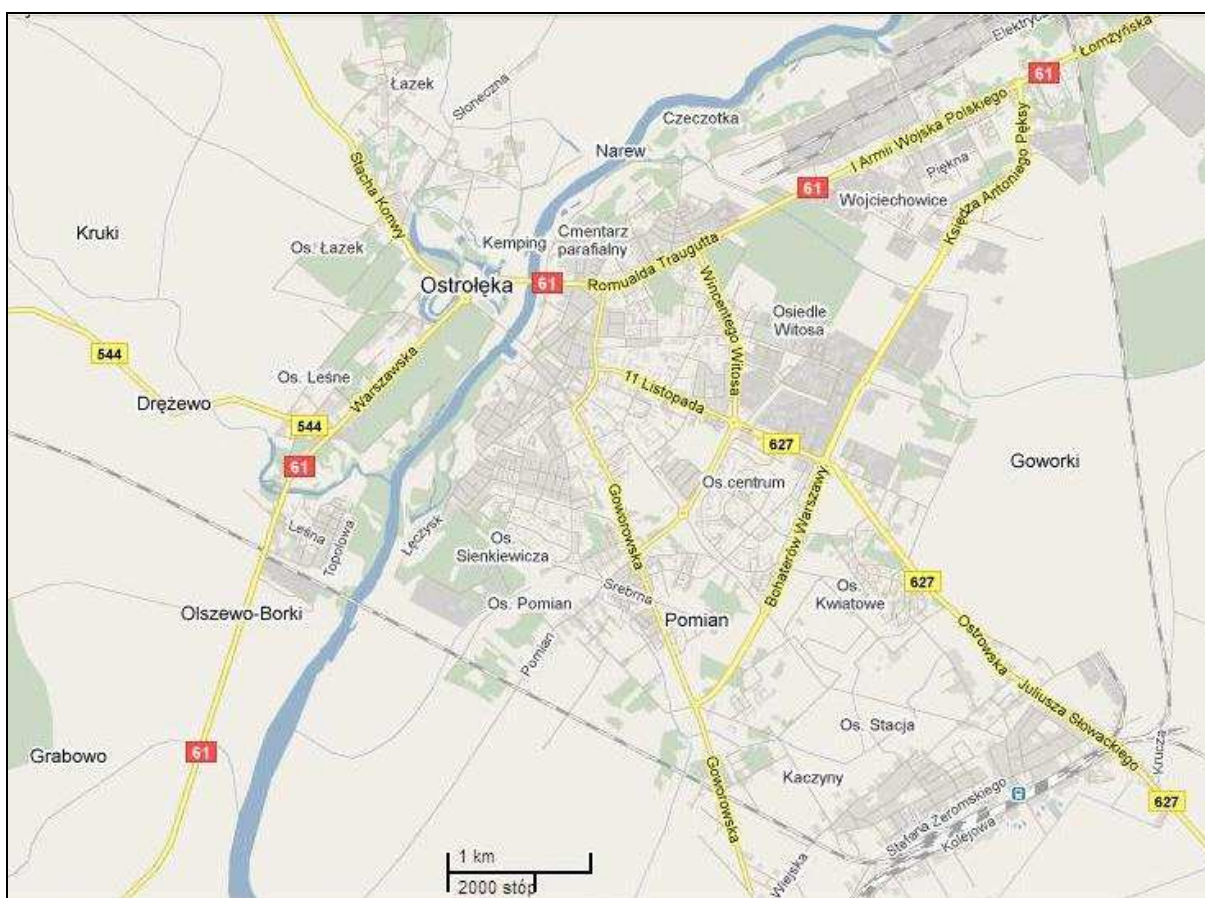 Elektrycz
Łomżyńska
61
Łazek
Słoneczna
Czeczotka
I Armii Wojska Polskiego
Księdza Antoniego Pęksy
Piękna
Narew
61
Wojciechowice
Stacha Konwy
Kruki
Os. Łazek
Kemping
Cmentarz
parafialny
Romualda Traugutta
Ostrołęka
61
Wincentego Witosa
Osiedle
Witosa
544
Warszawska
Os. Leśne
11 Listopada
Drężewo
544
627
61
Goworki
Os.centrum
Goworowska
Bohaterów Warszawy
Leśna
Topolowa
Łęczysk
Os.
Sienkiewicza
Srebrna
627
Os.
Kwiatowe
Olszewo-Borki
Os. Pomian
Pomian
Pomian
Ostrowska
Juliusza Słowackiego
Os. Stacja
Krucza
61
Grabowo
Goworowska
Kaczyny
Stefana Żeromskiego
Kolejowa
627
Wiejska
1 km
2000 stóp